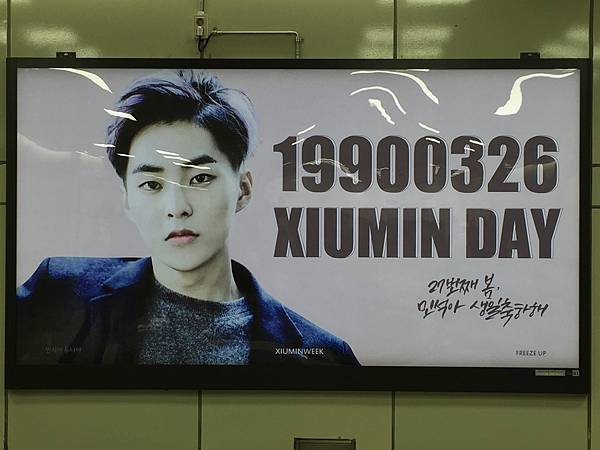 19900326
XIUMIN DAY
27번째 봄,
민석아 생일축하해
XIUMINWEEK
FREEZE UP